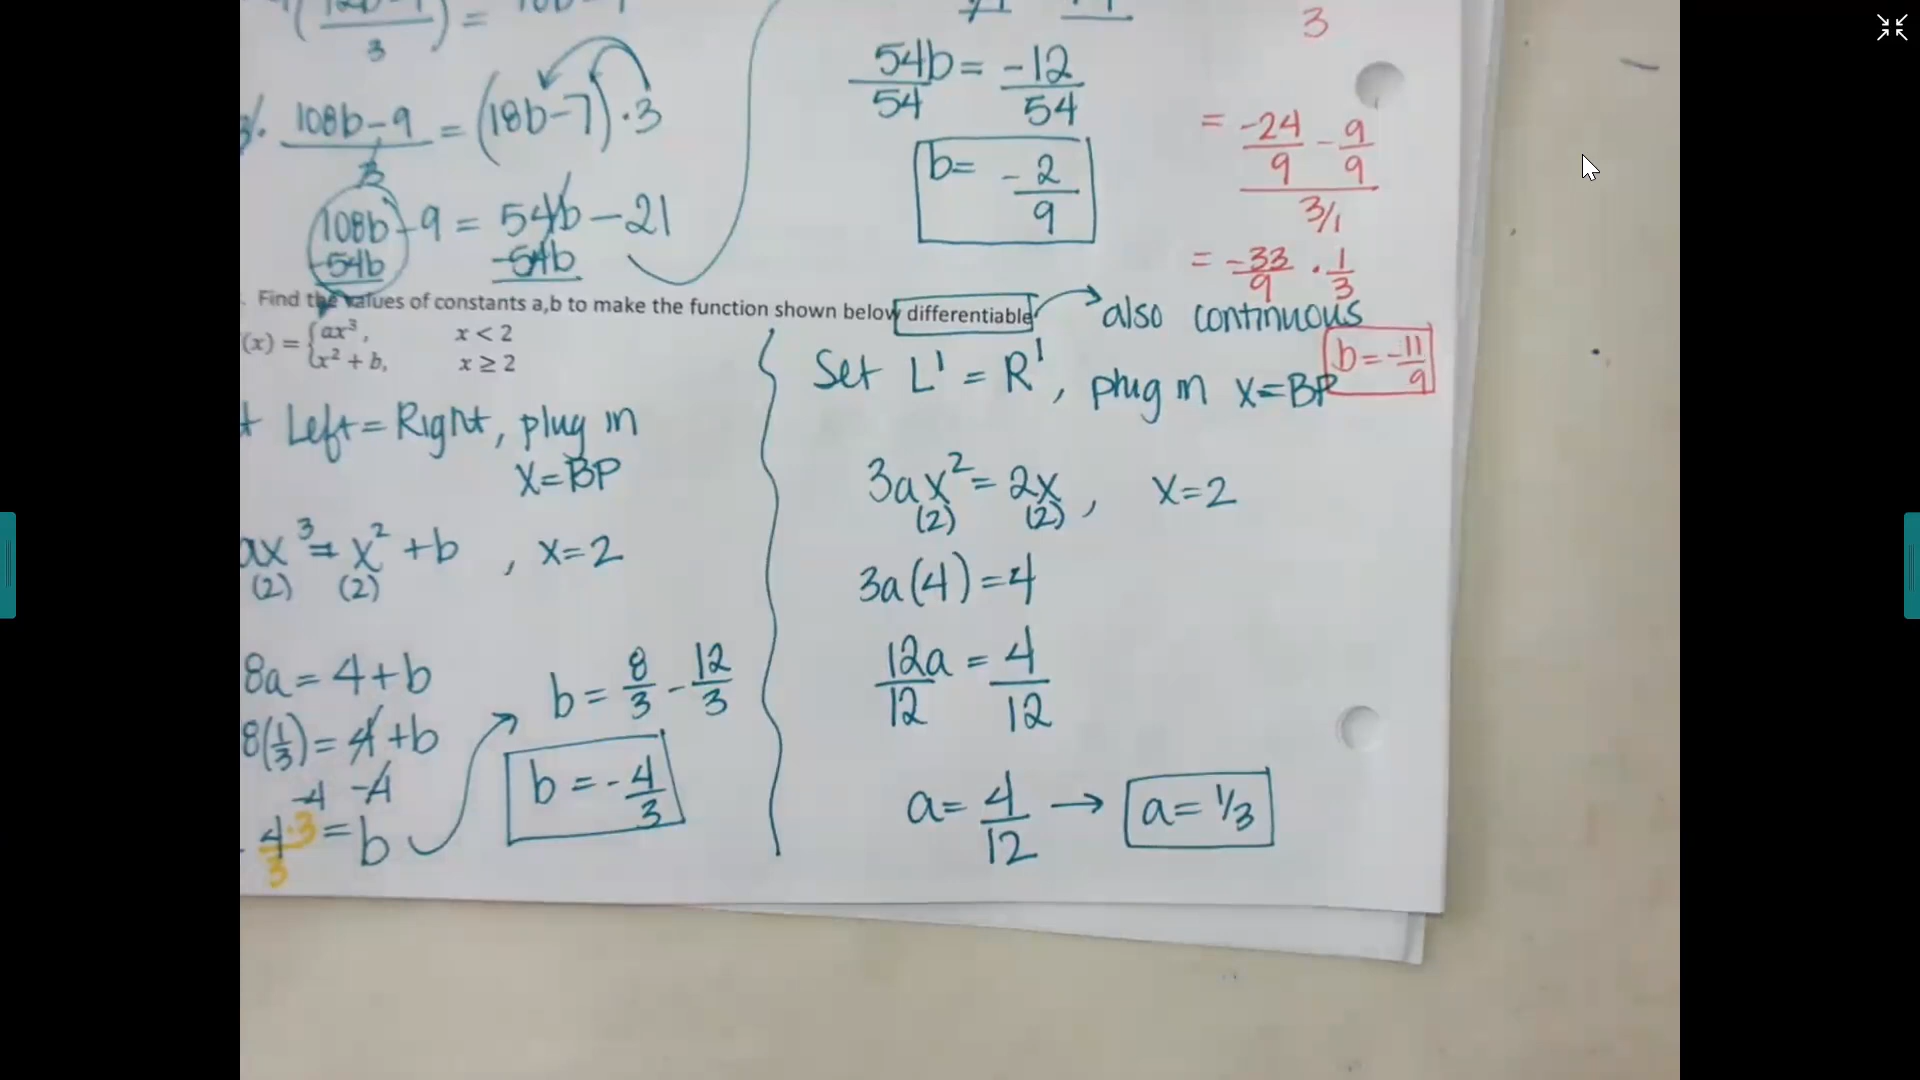 3
108b-9 = (18b-7)·3
3
108b-9 = 54b-21
-54b -54b
54b = -12
54 54
b= -2/9
= -24/9 - 9/9
3/1
= -33/9 · 1/3
b = -11/9
Find the values of constants a,b to make the function shown below differentiable
also continuous
(x) = { ax³, x < 2
x² + b, x ≥ 2
Left = Right, plug in
X=BP
ax³ = x² + b, x=2
(2) (2)
8a = 4+b
8(1/3) = 4+b
-4 -4
4·3/3 = b
b = 8/3 - 12/3
b = -4/3
Set L' = R', plug in X=BP
3ax² = 2x, X=2
(2) (2)
3a(4) = 4
12a = 4
12 12
a = 4/12 → a = 1/3